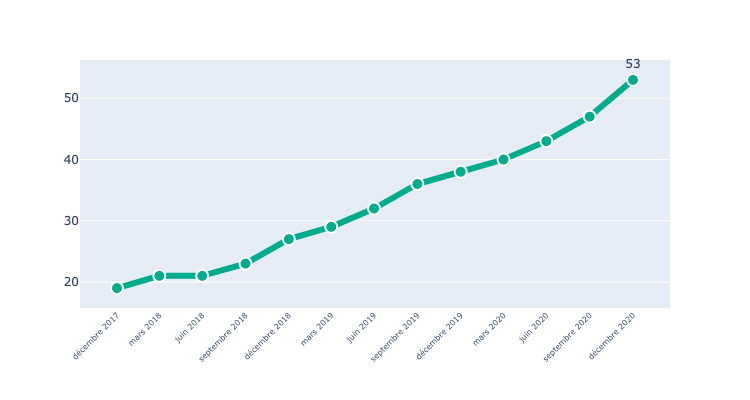 53
50
40
30
20
décembre 2017
mars 2018
juin 2018
septembre 2018
décembre 2018
mars 2019
juin 2019
septembre 2019
décembre 2019
mars 2020
juin 2020
septembre 2020
décembre 2020